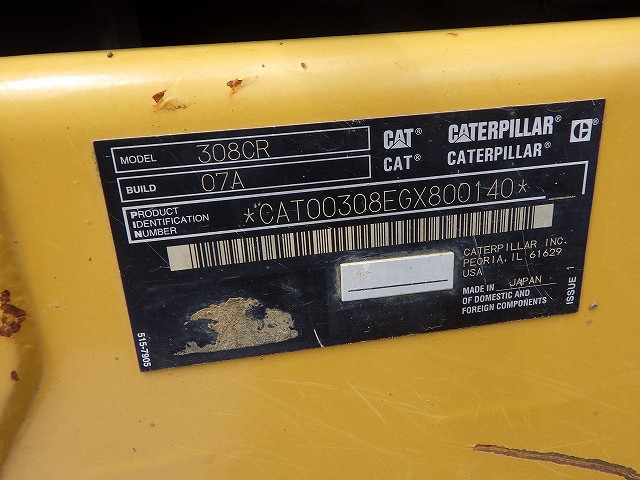 MODEL 308CR
BUILD 07A
PRODUCT IDENTIFICATION NUMBER *CAT00308EGX800140*
CAT® CATERPILLAR®
CAT® CATERPILLAR®
CATERPILLAR INC.
PEORIA, IL 61629
USA
MADE IN JAPAN
OF DOMESTIC AND
FOREIGN COMPONENTS
ISSUE 1
515-7905